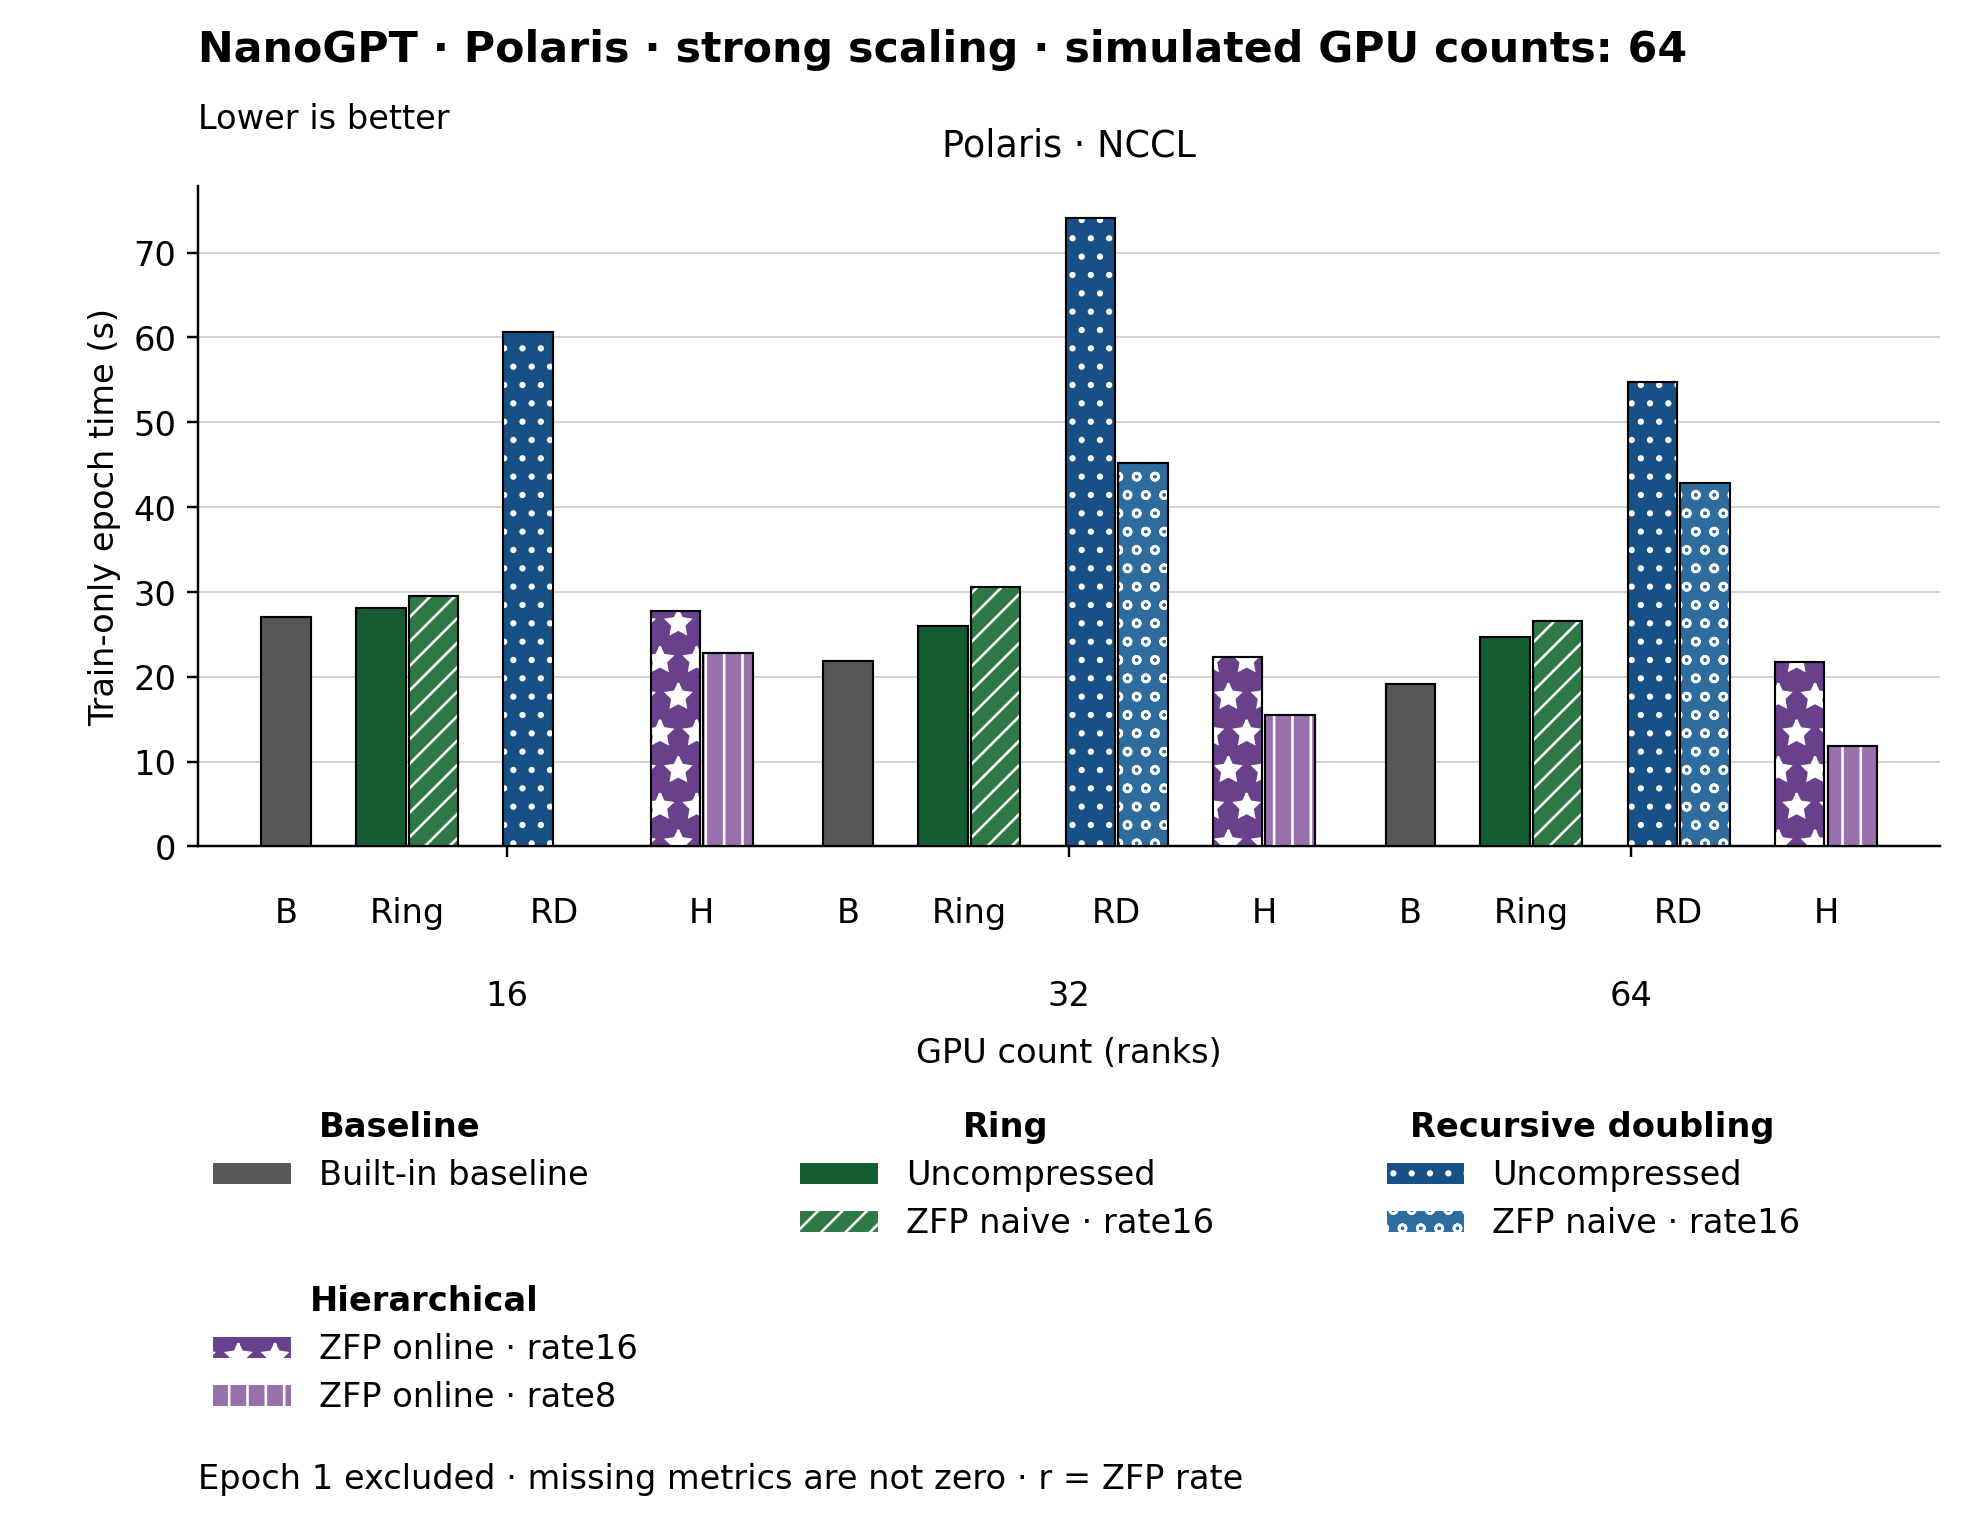 NanoGPT · Polaris · strong scaling · simulated GPU counts: 64
Lower is better
Polaris · NCCL
Train-only epoch time (s)
70
60
50
40
30
20
10
0
B Ring RD H B Ring RD H B Ring RD H
16 32 64
GPU count (ranks)
Baseline
Built-in baseline
Ring
Uncompressed
ZFP naive · rate16
Recursive doubling
Uncompressed
ZFP naive · rate16
Hierarchical
ZFP online · rate16
ZFP online · rate8
Epoch 1 excluded · missing metrics are not zero · r = ZFP rate